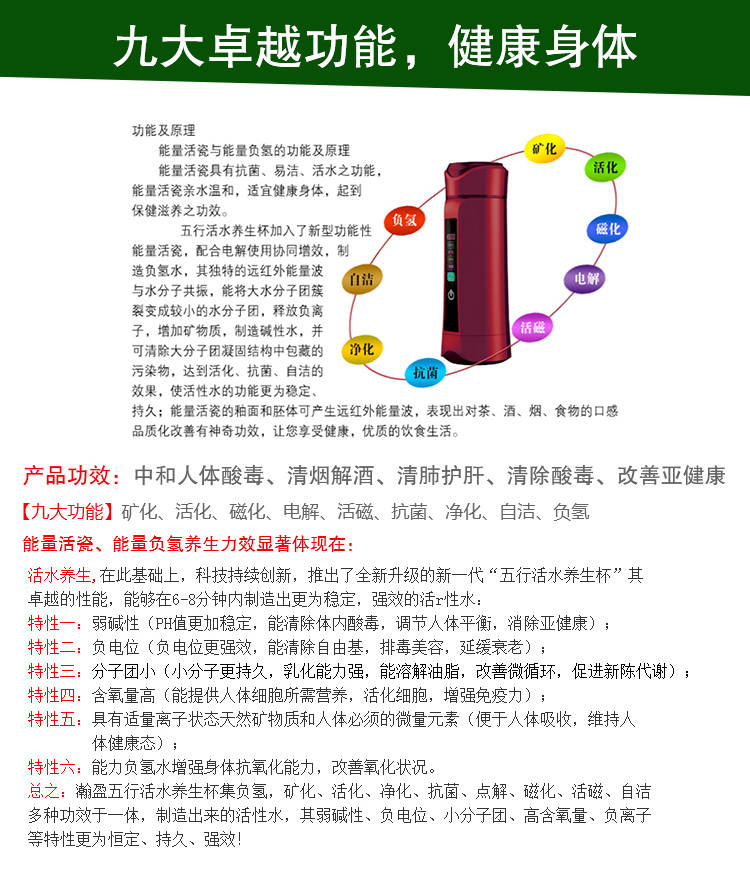 九大卓越功能，健康身体
功能及原理
能量活瓷与能量负氢的功能及原理
能量活瓷具有抗菌、易洁、活水之功能，
能量活瓷亲水温和，适宜健康身体，起到
保健滋养之功效。
五行活水养生杯加入了新型功能性
能量活瓷，配合电解使用协同增效，制
造负氢水，其独特的远红外能量波
与水分子共振，能将大水分子团簇
裂变成较小的水分子团，释放负离
子，增加矿物质，制造碱性水，并
可清除大分子团凝固结构中包藏的
污染物，达到活化、抗菌、自洁的
效果，使活性水的功能更为稳定、
持久；能量活瓷的釉面和胚体可产生远红外能量波，表现出对茶、酒、烟、食物的口感
品质化改善有神奇功效，让您享受健康，优质的饮食生活。
矿化
活化
磁化
电解
活磁
抗菌
净化
自洁
负氢
产品功效：中和人体酸毒、清烟解酒、清肺护肝、清除酸毒、改善亚健康
【九大功能】矿化、活化、磁化、电解、活磁、抗菌、净化、自洁、负氢
能量活瓷、能量负氢养生力效显著体现在：
活水养生,在此基础上，科技持续创新，推出了全新升级的新一代“五行活水养生杯”其
卓越的性能，能够在6-8分钟内制造出更为稳定，强效的活r性水：
特性一：弱碱性（PH值更加稳定，能清除体内酸毒，调节人体平衡，消除亚健康）；
特性二：负电位（负电位更强效，能清除自由基，排毒美容，延缓衰老）；
特性三：分子团小（小分子更持久，乳化能力强，能溶解油脂，改善微循环，促进新陈代谢）；
特性四：含氧量高（能提供人体细胞所需营养，活化细胞，增强免疫力）；
特性五：具有适量离子状态天然矿物质和人体必须的微量元素（便于人体吸收，维持人
体健康态）；
特性六：能力负氢水增强身体抗氧化能力，改善氧化状况。
总之：瀚盈五行活水养生杯集负氢，矿化、活化、净化、抗菌、点解、磁化、活磁、自洁
多种功效于一体，制造出来的活性水，其弱碱性、负电位、小分子团、高含氧量、负离子
等特性更为恒定、持久、强效!